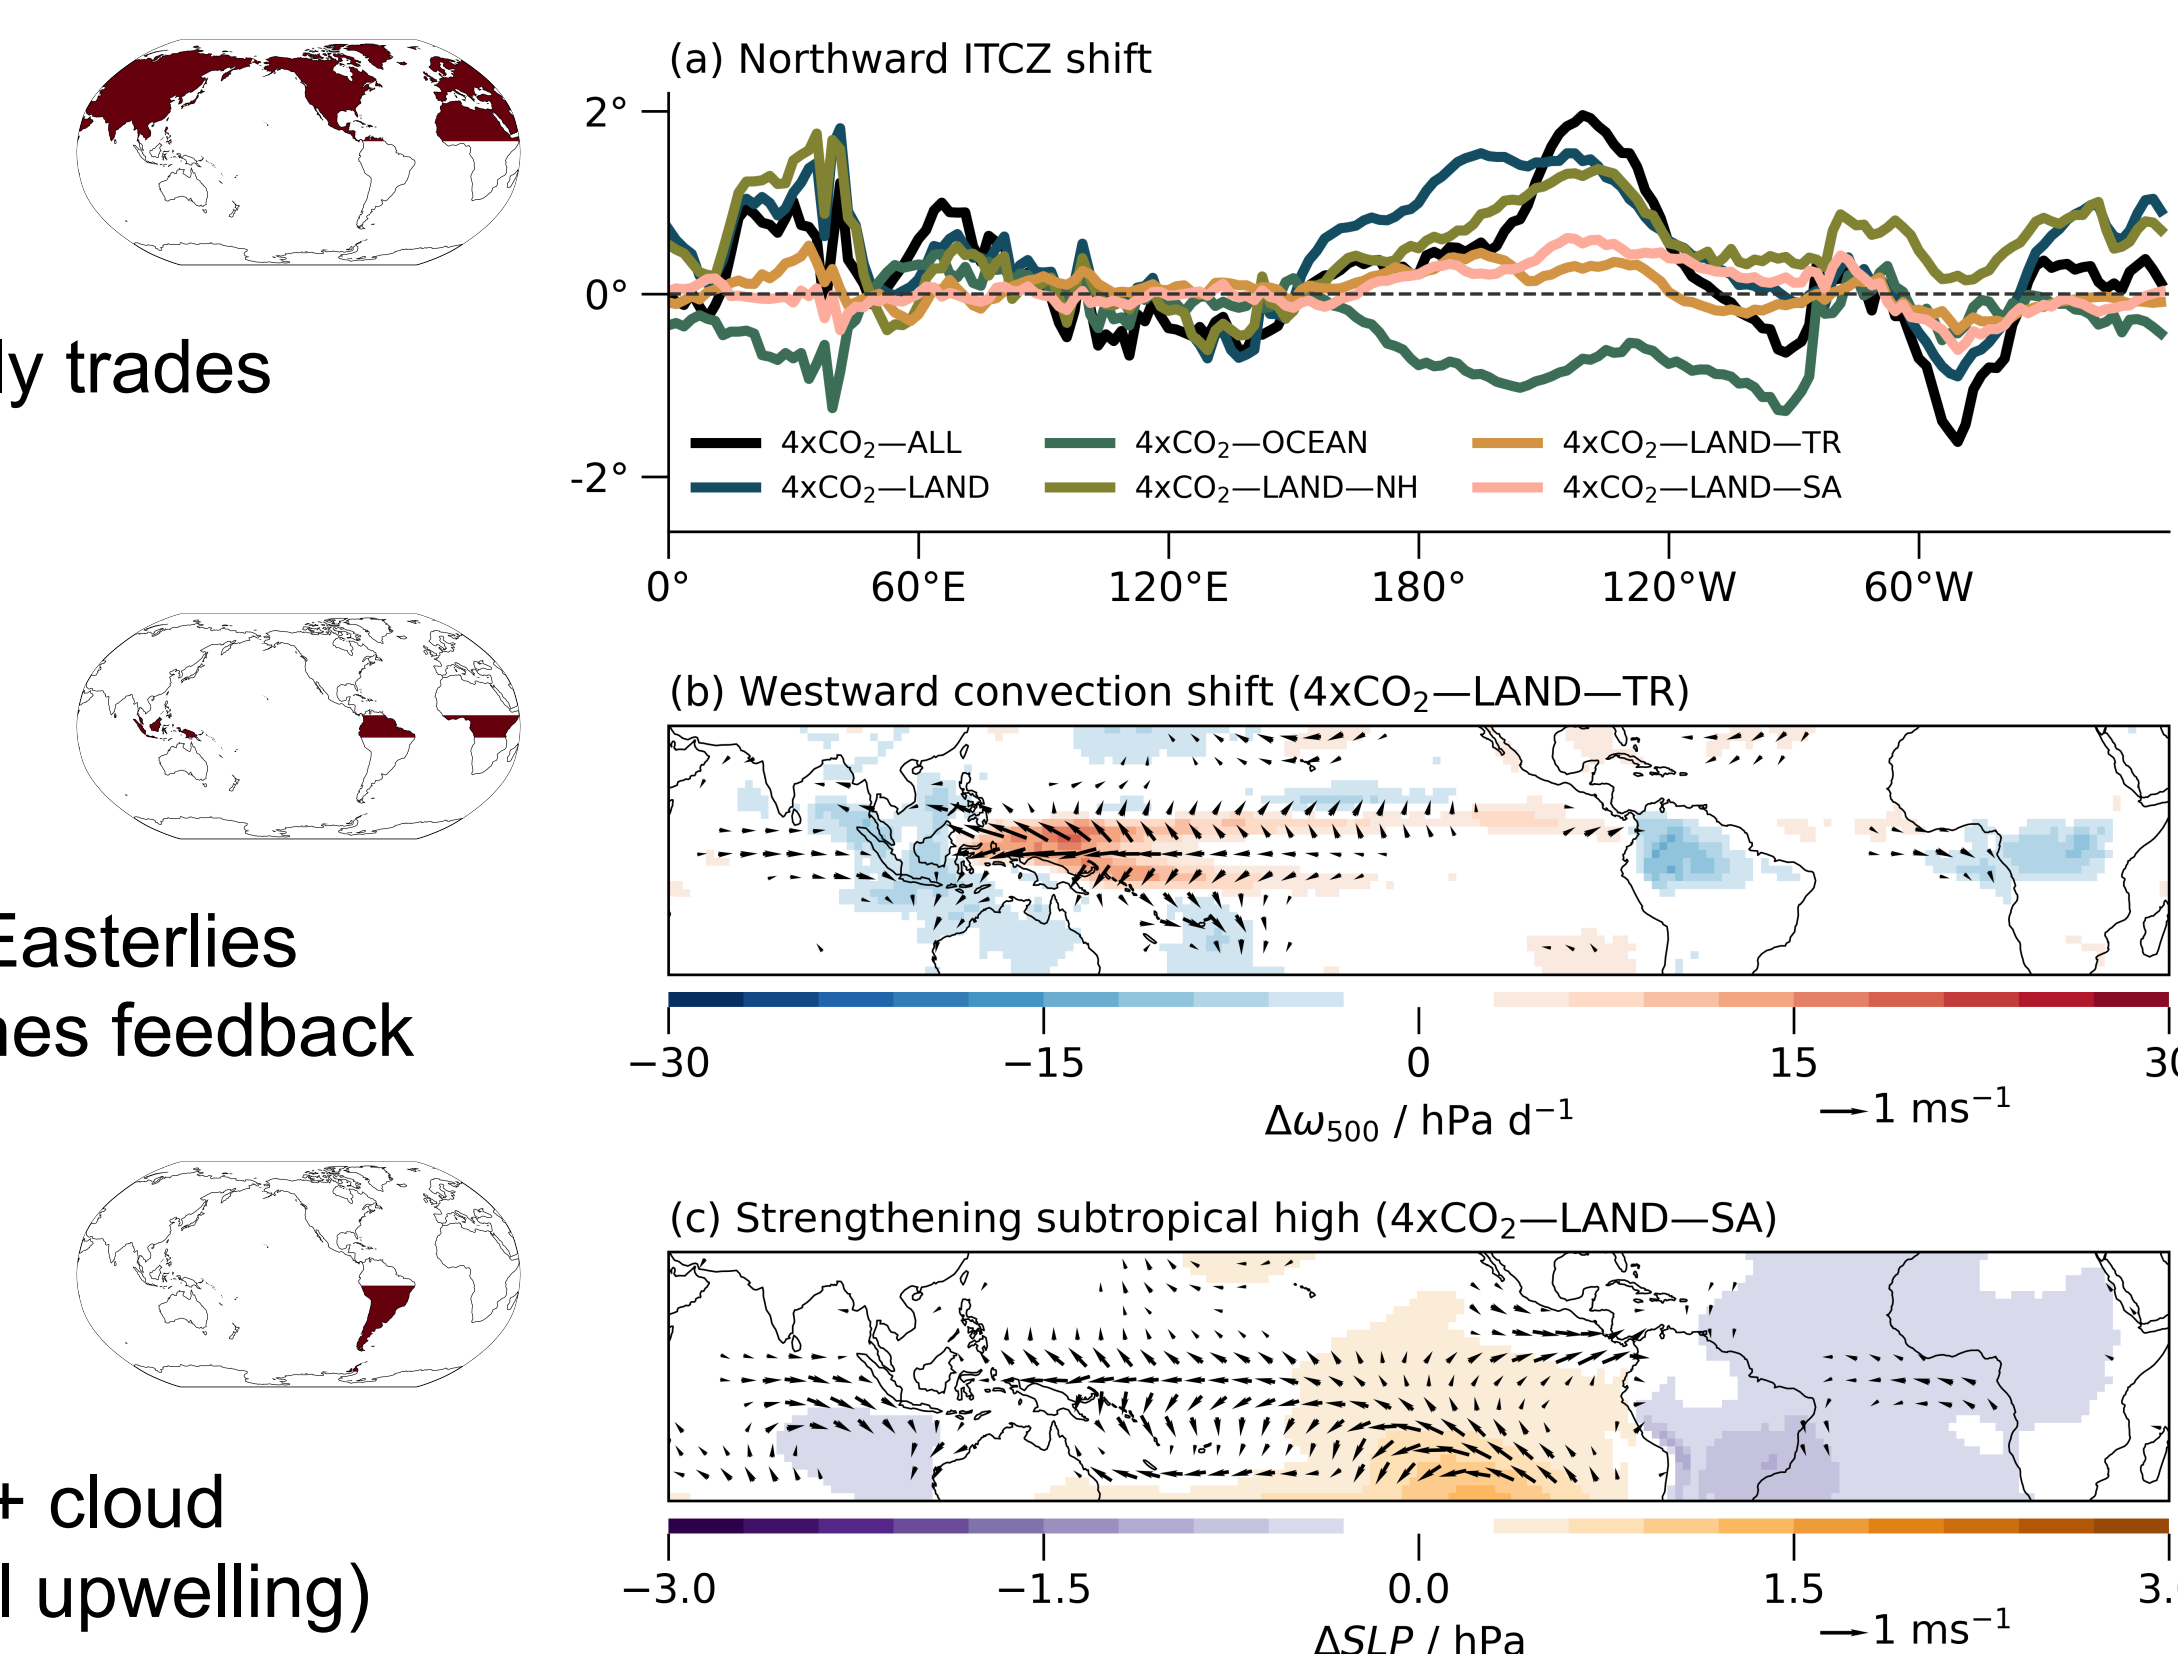 (a) Northward ITCZ shift
2°
0°
-2°
4xCO₂—ALL
4xCO₂—LAND
4xCO₂—OCEAN
4xCO₂—LAND—NH
4xCO₂—LAND—TR
4xCO₂—LAND—SA
0° 60°E 120°E 180° 120°W 60°W
trades
(b) Westward convection shift (4xCO₂—LAND—TR)
−30 −15 0 15
Δω₅₀₀ / hPa d⁻¹
1 ms⁻¹
Easterlies
feedback
(c) Strengthening subtropical high (4xCO₂—LAND—SA)
−3.0 −1.5 0.0 1.5
ΔSLP / hPa
1 ms⁻¹
+ cloud
upwelling)